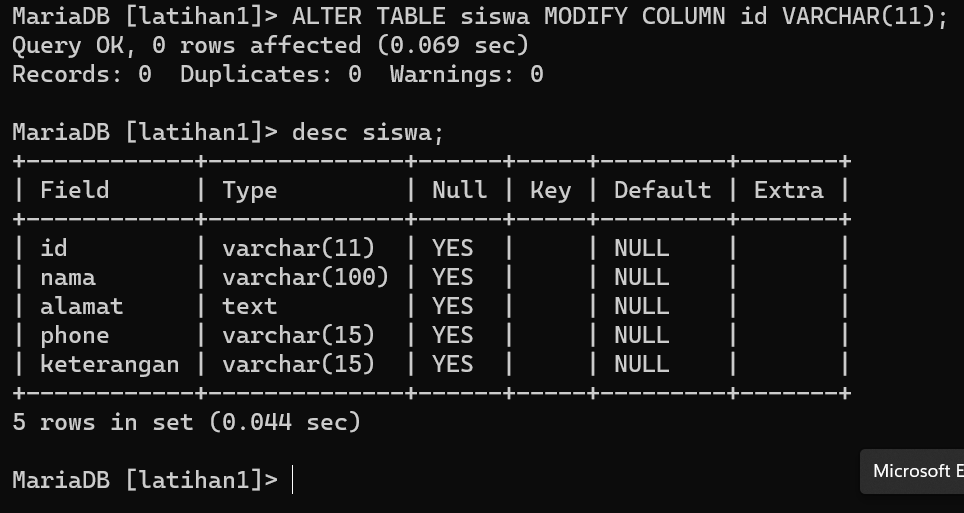 MariaDB [latihan1]> ALTER TABLE siswa MODIFY COLUMN id VARCHAR(11);
Query OK, 0 rows affected (0.069 sec)
Records: 0  Duplicates: 0  Warnings: 0

MariaDB [latihan1]> desc siswa;
+------------+--------------+------+-----+---------+-------+
| Field      | Type         | Null | Key | Default | Extra |
+------------+--------------+------+-----+---------+-------+
| id         | varchar(11)  | YES  |     | NULL    |       |
| nama       | varchar(100) | YES  |     | NULL    |       |
| alamat     | text         | YES  |     | NULL    |       |
| phone      | varchar(15)  | YES  |     | NULL    |       |
| keterangan | varchar(15)  | YES  |     | NULL    |       |
+------------+--------------+------+-----+---------+-------+
5 rows in set (0.044 sec)

MariaDB [latihan1]>
Microsoft E